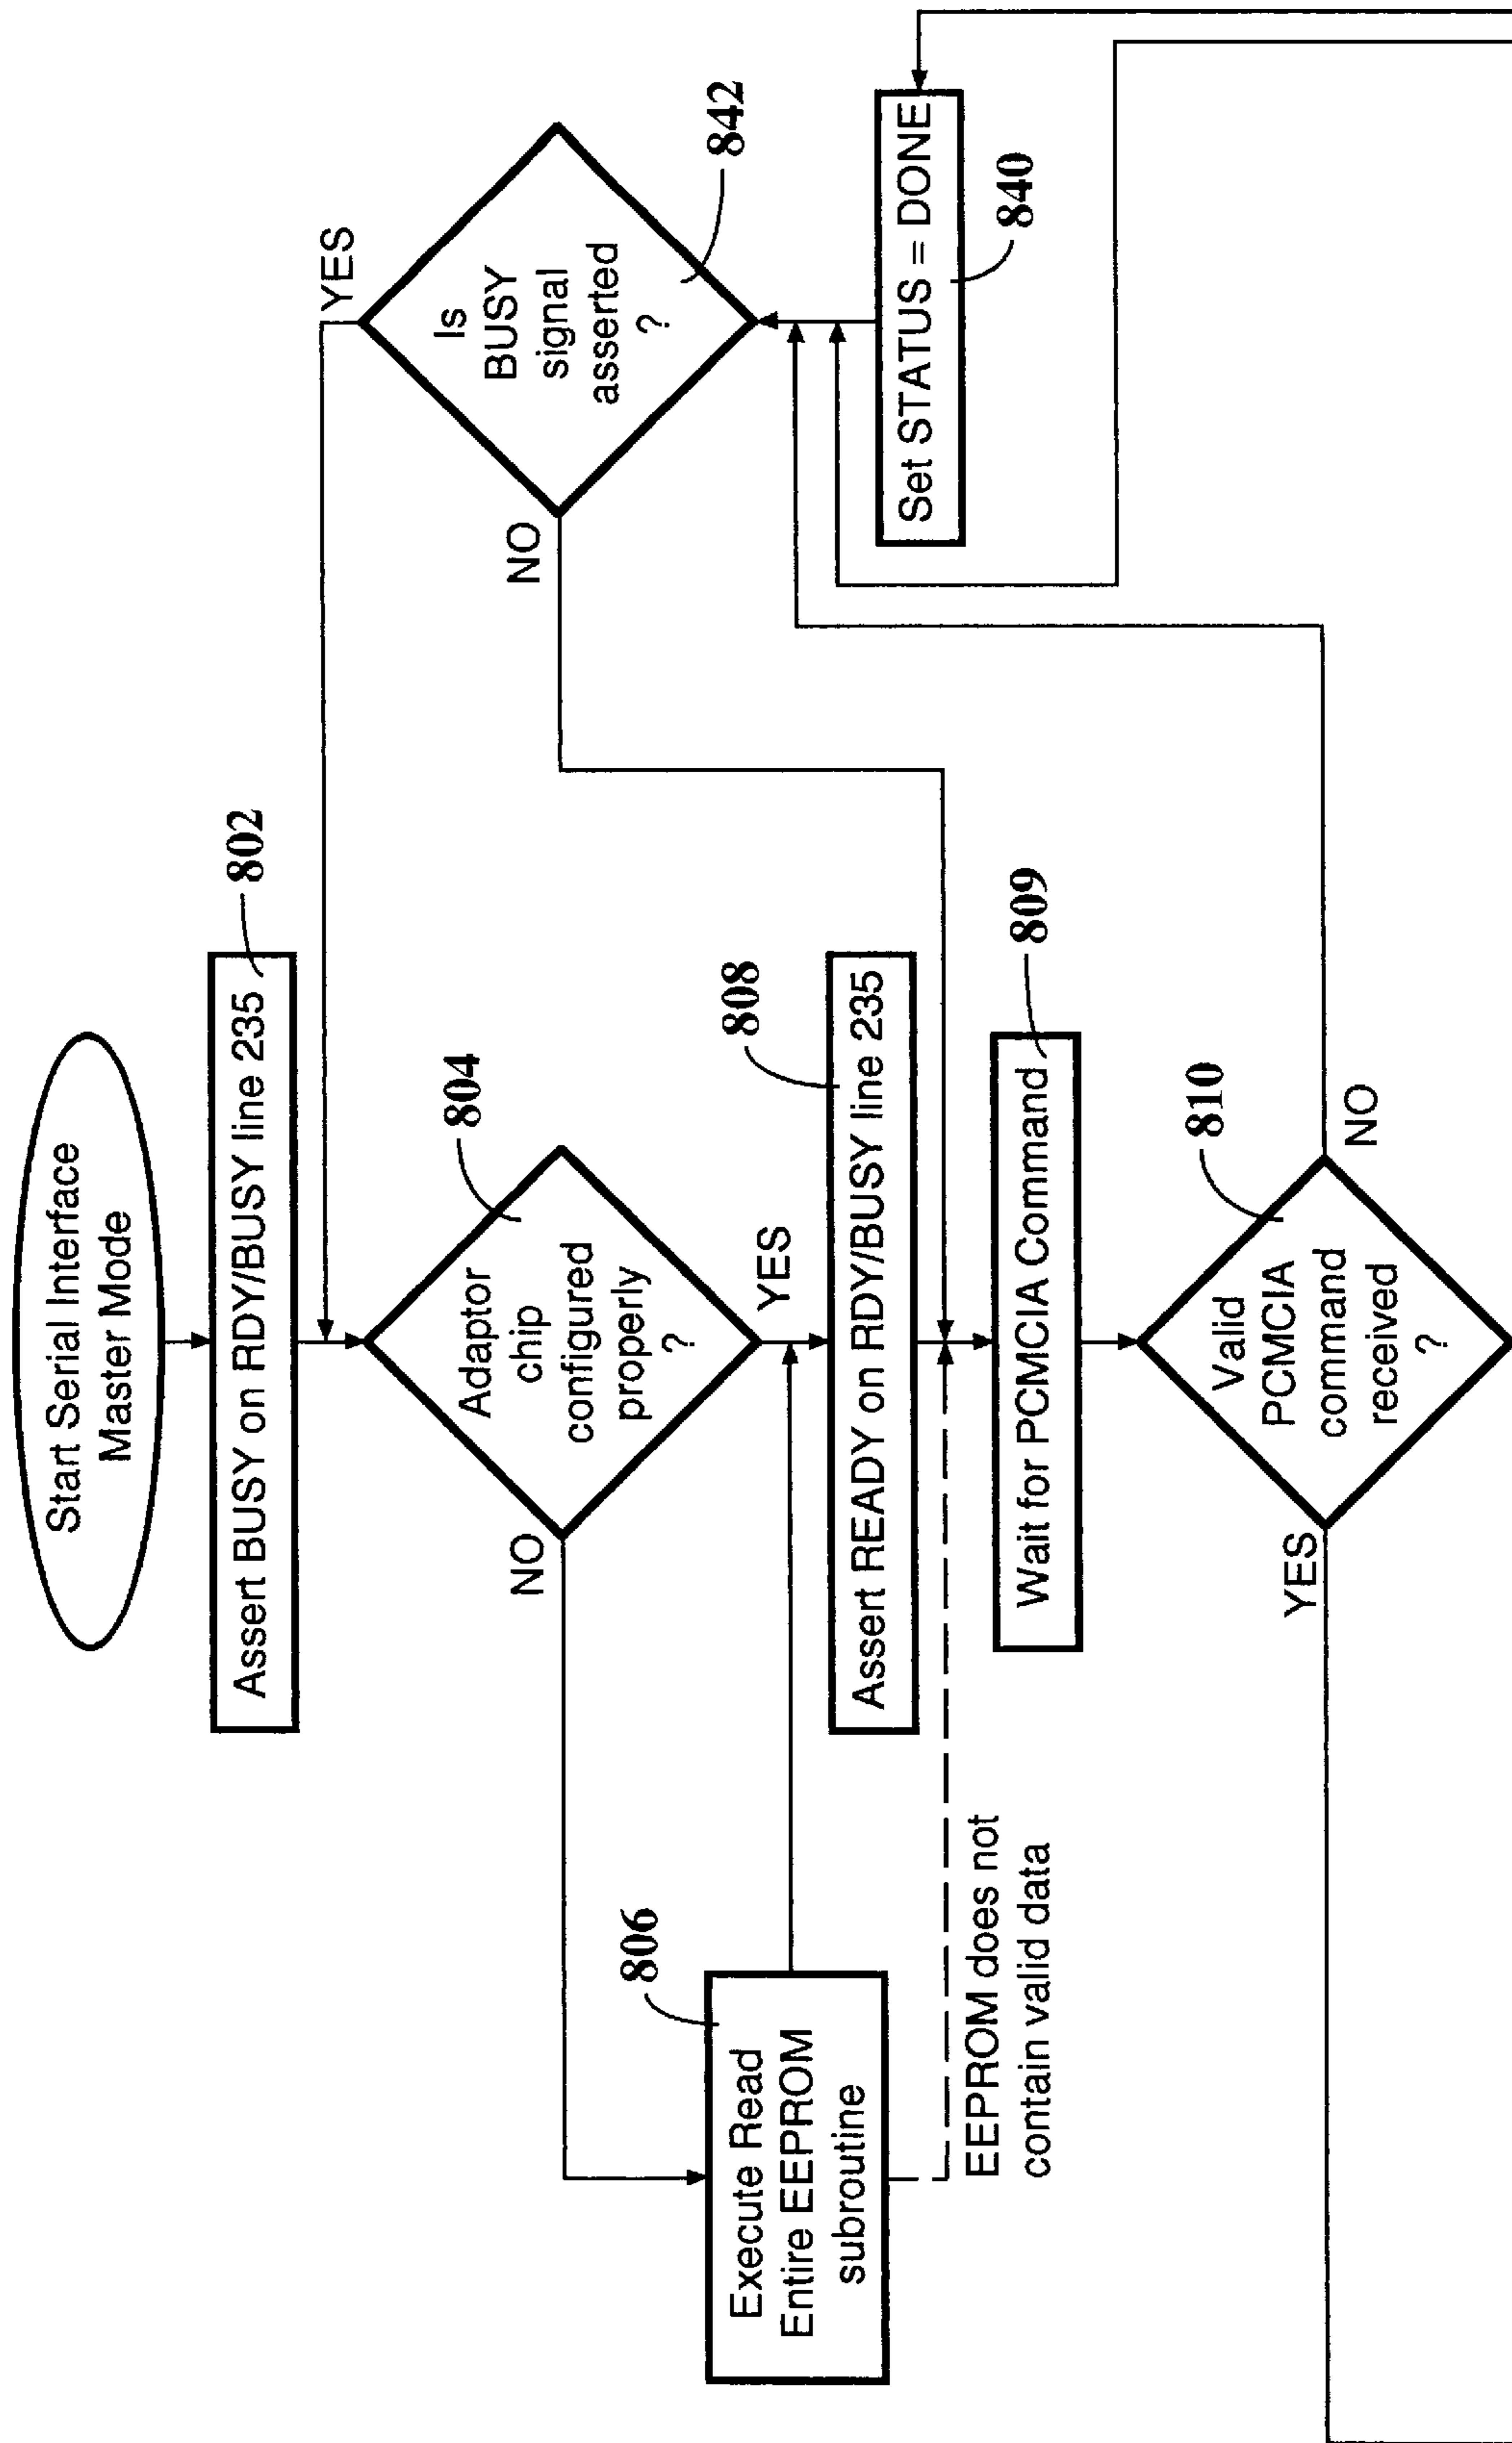 Start Serial Interface
Master Mode
Assert BUSY on RDY/BUSY line 235
802
YES
Adaptor
chip
configured
properly
?
804
NO
YES
Is
BUSY
signal
asserted
?
842
NO
Execute Read
Entire EEPROM
subroutine
806
808
Assert READY on RDY/BUSY line 235
Set STATUS = DONE
840
EEPROM does not
contain valid data
Wait for PCMCIA Command
809
Valid
PCMCIA
command
received
?
810
YES
NO